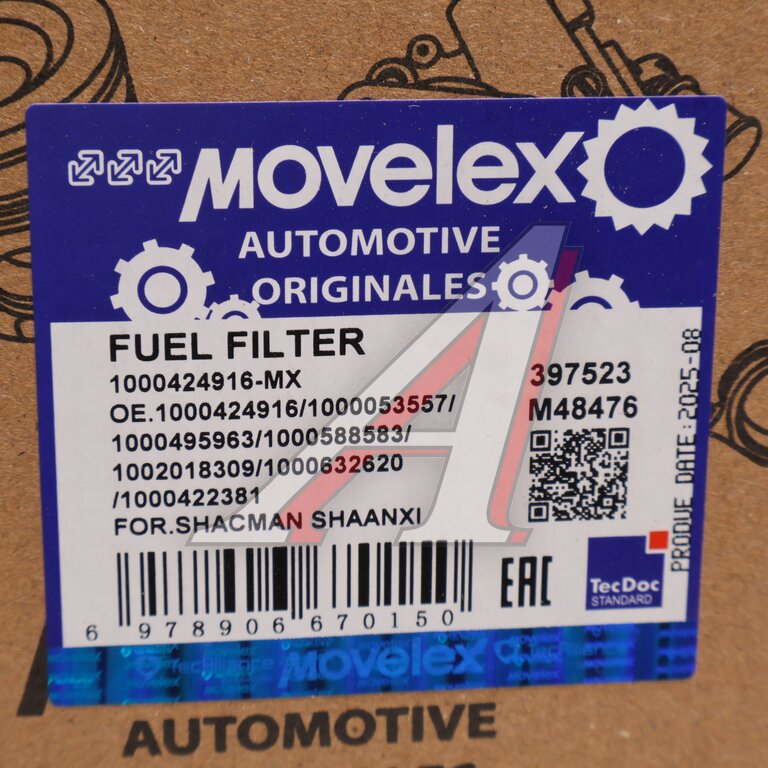 MOVELEX
AUTOMOTIVE
ORIGINALES
FUEL FILTER
1000424916-MX
OE.1000424916/1000053557/
1000495963/1000588583/
1002018309/1000632620
/1000422381
FOR.SHACMAN SHAANXI
397523
M48476
PRODUE DATE:2025-08
6 978906 670150
EAC
TecDoc
STANDARD
TecAlliance MOVELEX
AUTOMOTIVE